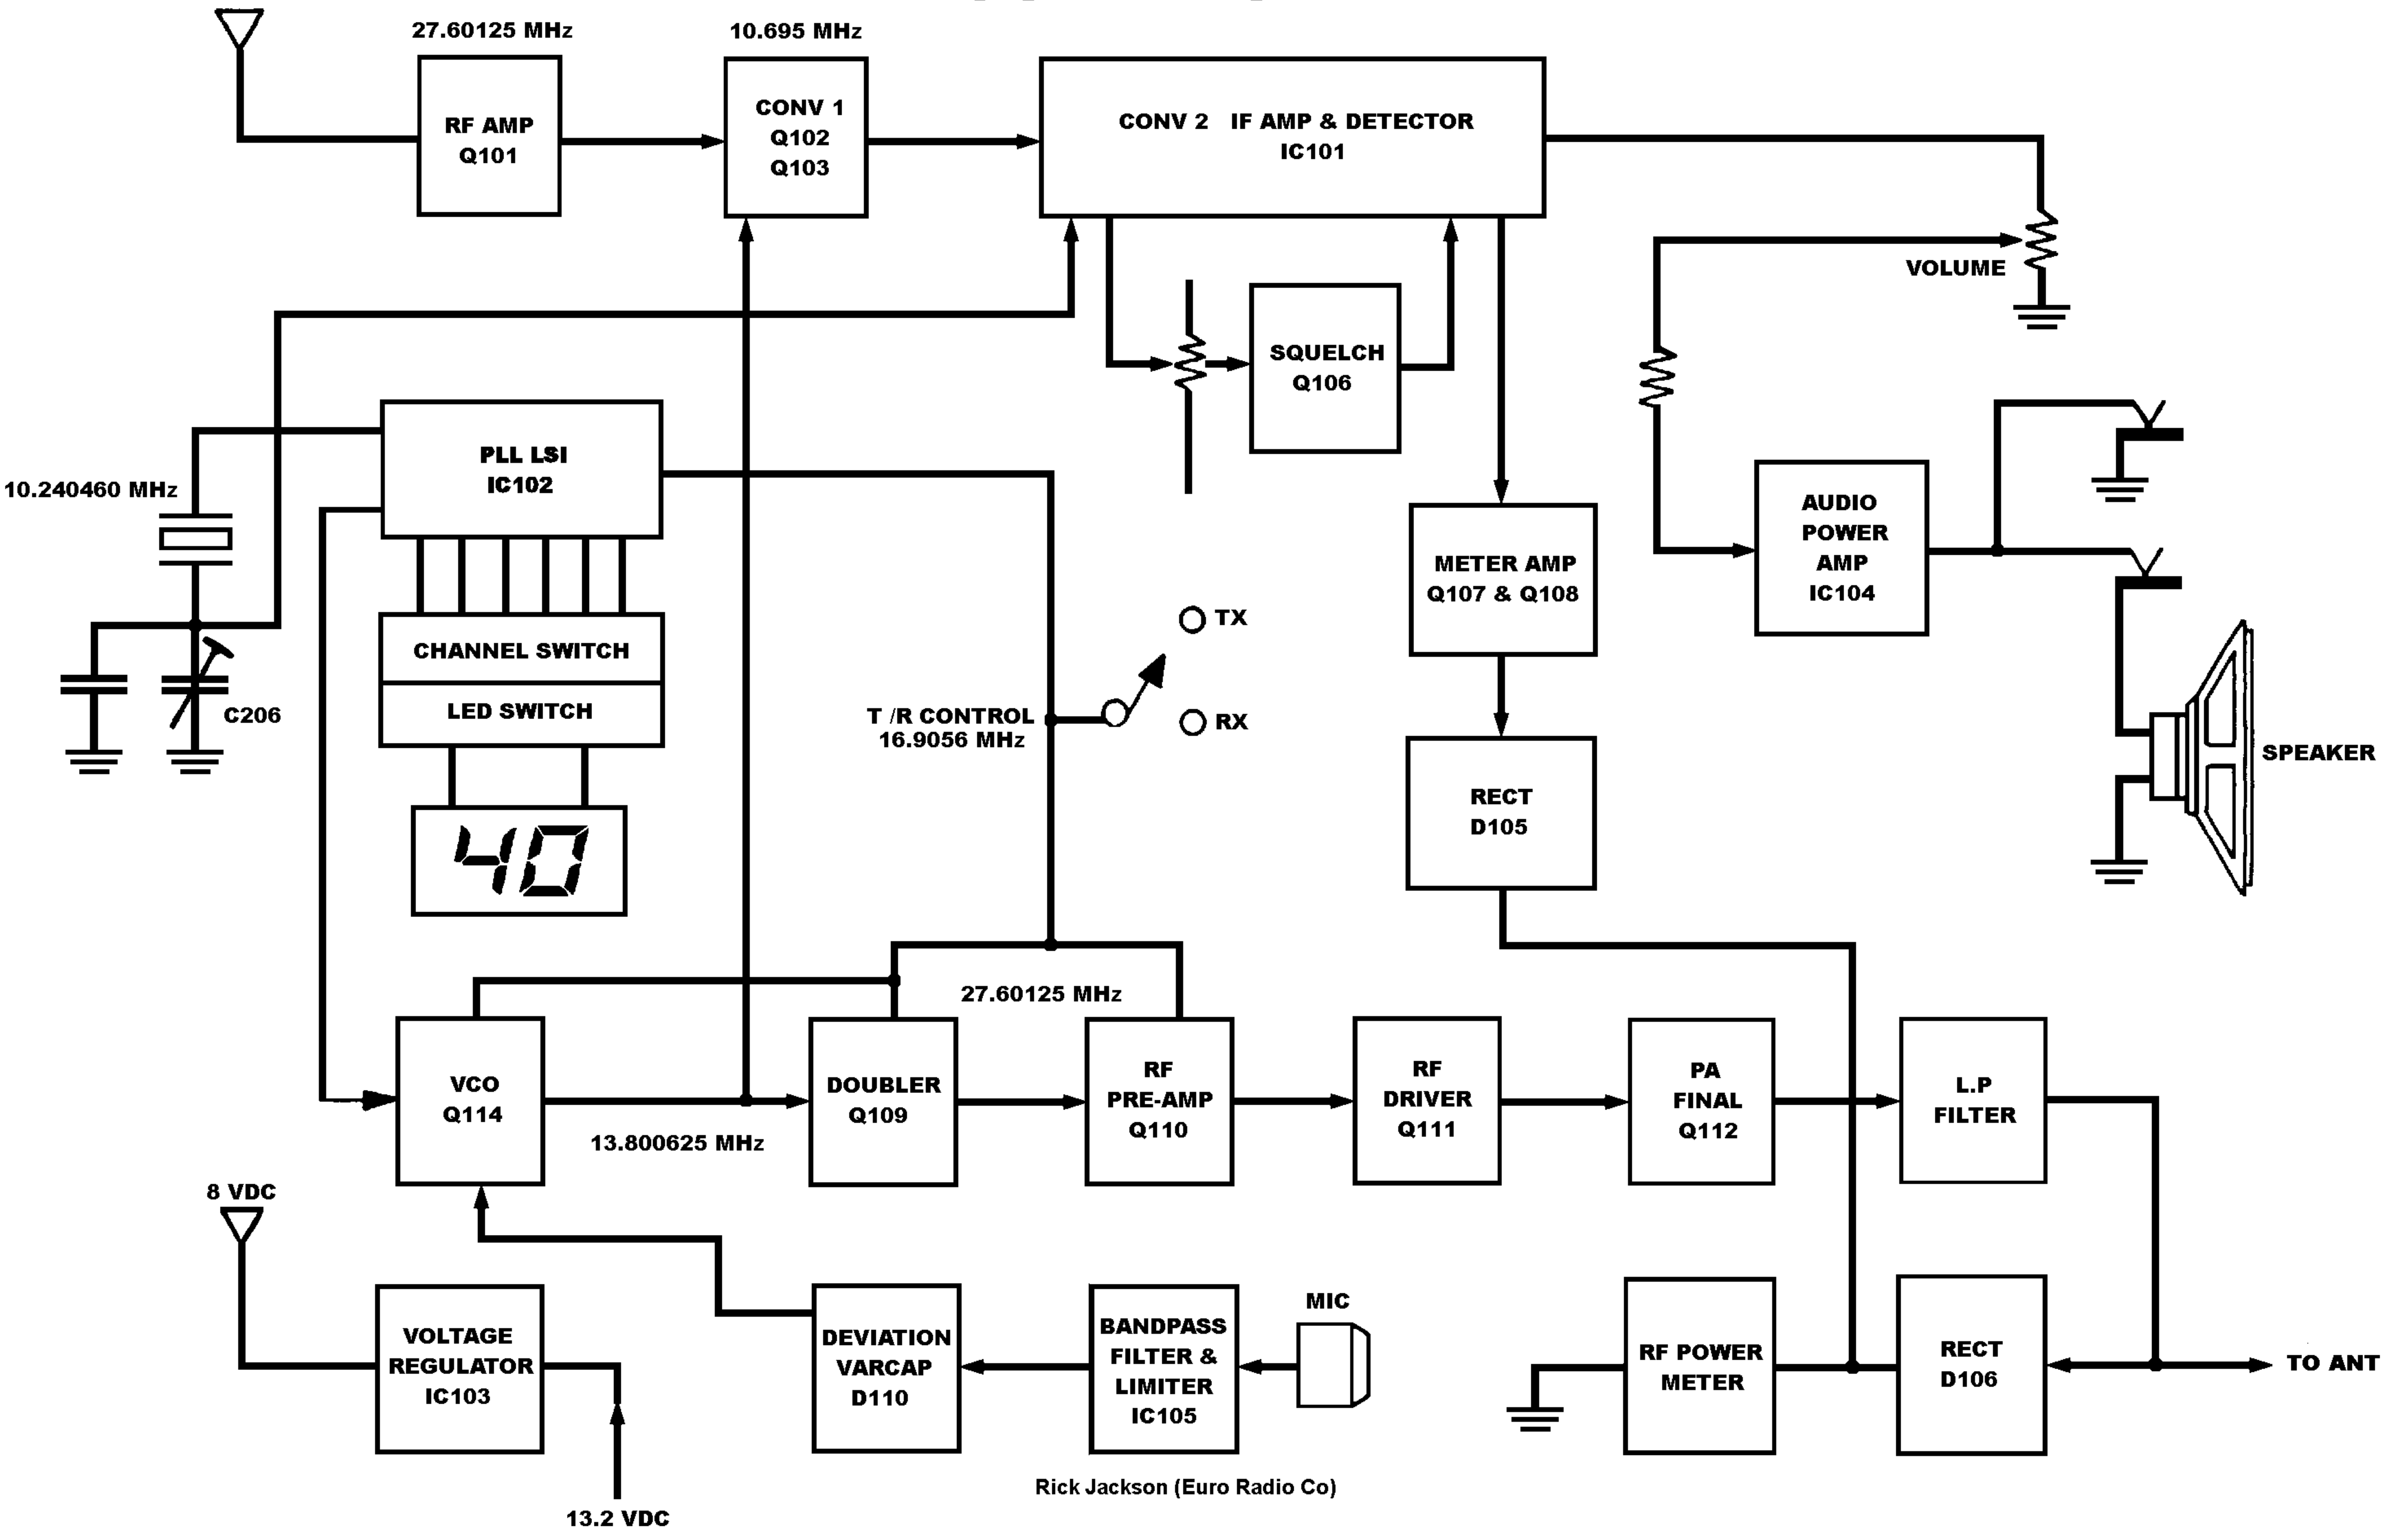 27.60125 MHz
10.695 MHz
RF AMP
Q101
CONV 1
Q102
Q103
CONV 2 IF AMP & DETECTOR
IC101
VOLUME
SQUELCH
Q106
PLL LSI
IC102
10.240460 MHz
AUDIO
POWER
AMP
IC104
METER AMP
Q107 & Q108
TX
CHANNEL SWITCH
LED SWITCH
C206
T /R CONTROL
16.9056 MHz
RX
SPEAKER
RECT
D105
40
27.60125 MHz
VCO
Q114
DOUBLER
Q109
RF
PRE-AMP
Q110
RF
DRIVER
Q111
PA
FINAL
Q112
L.P
FILTER
13.800625 MHz
8 VDC
VOLTAGE
REGULATOR
IC103
DEVIATION
VARCAP
D110
BANDPASS
FILTER &
LIMITER
IC105
MIC
RF POWER
METER
RECT
D106
TO ANT
Rick Jackson (Euro Radio Co)
13.2 VDC